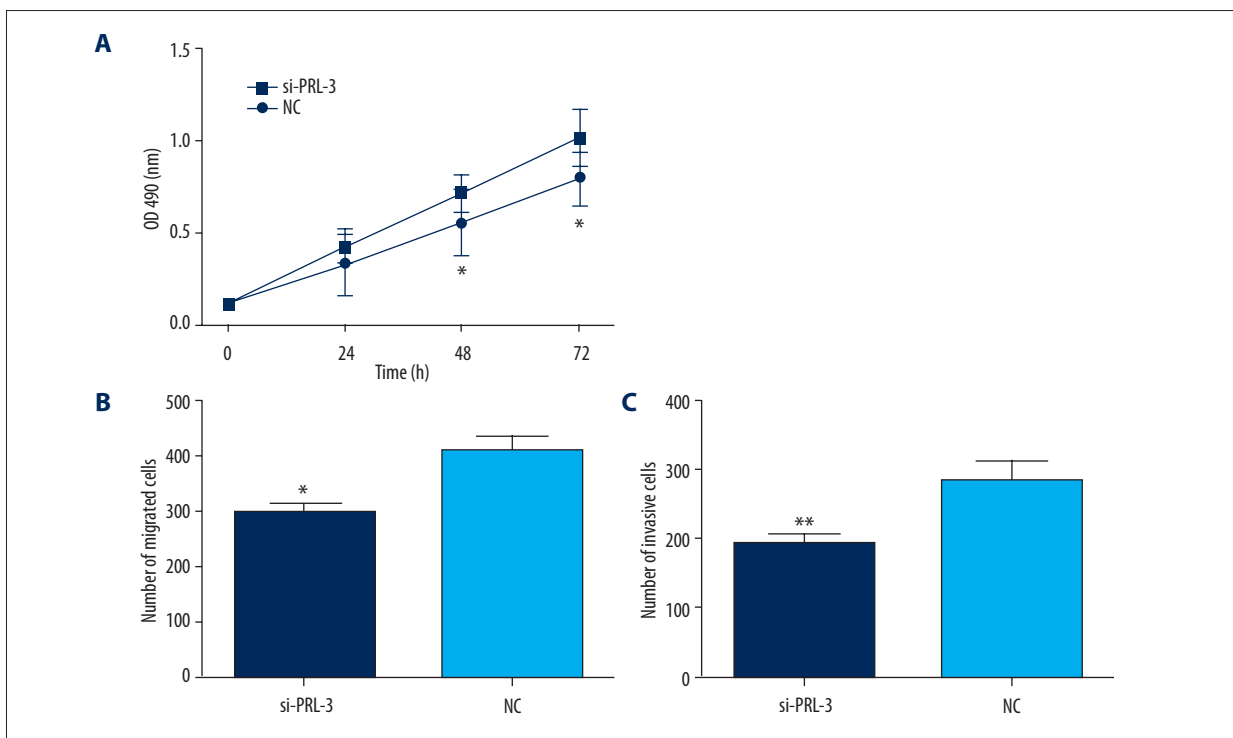 A
1.5
1.0
0.5
0.0
OD 490 (nm)
si-PRL-3
NC
*
*
0 24 48 72
Time (h)
B
500
400
300
200
100
0
Number of migrated cells
*
si-PRL-3 NC
C
400
300
200
100
0
Number of invasive cells
**
si-PRL-3 NC